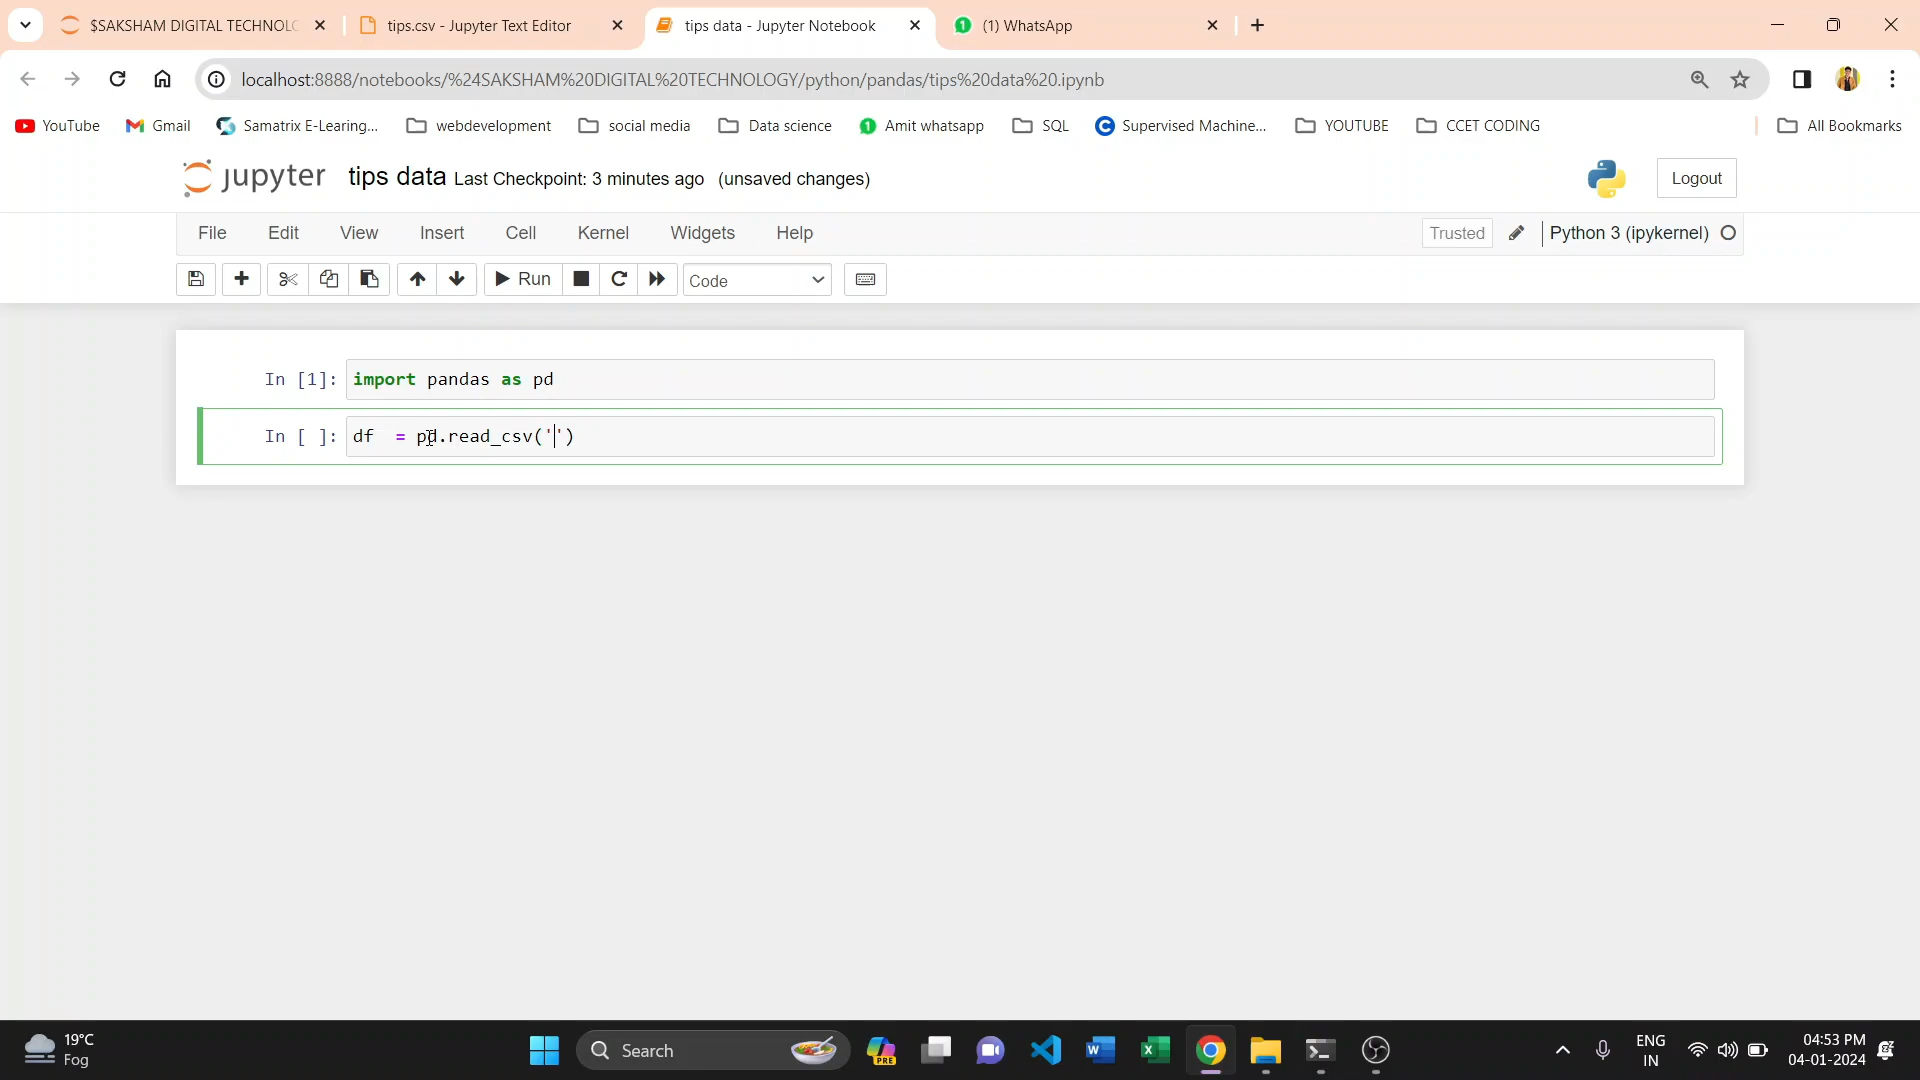 $SAKSHAM DIGITAL TECHNOLO
tips.csv - Jupyter Text Editor
tips data - Jupyter Notebook
(1) WhatsApp
localhost:8888/notebooks/%24SAKSHAM%20DIGITAL%20TECHNOLOGY/python/pandas/tips%20data%20.ipynb
YouTube Gmail Samatrix E-Learing... webdevelopment social media Data science Amit whatsapp SQL Supervised Machine... YOUTUBE CCET CODING All Bookmarks
jupyter tips data Last Checkpoint: 3 minutes ago (unsaved changes) Logout
File Edit View Insert Cell Kernel Widgets Help Trusted Python 3 (ipykernel)
Run Code
In [1]: import pandas as pd
In [ ]: df  = pd.read_csv('')
19°C
Fog
Search
PRE
ENG
IN
04:53 PM
04-01-2024